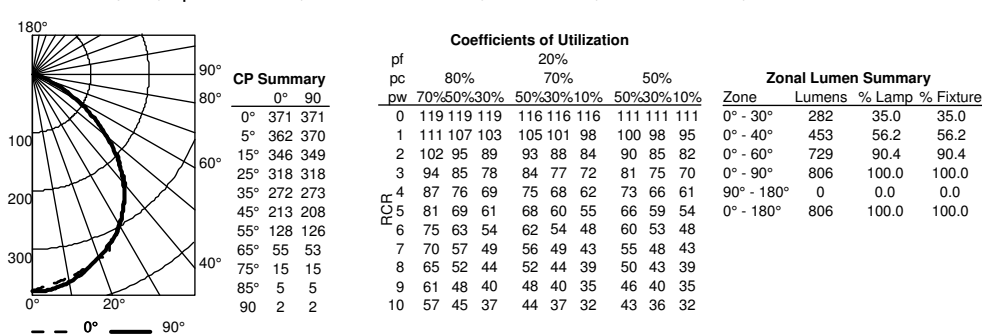 180°
90°
80°
60°
40°
100
200
300
0°
20°
0° 90°
CP Summary
0° 90
0° 371 371
5° 362 370
15° 346 349
25° 318 318
35° 272 273
45° 213 208
55° 128 126
65° 55 53
75° 15 15
85° 5 5
90 2 2
Coefficients of Utilization
pf 20%
pc 80% 70% 50%
pw 70%50%30% 50%30%10% 50%30%10%
RCR
0 119 119 119 116 116 116 111 111 111
1 111 107 103 105 101 98 100 98 95
2 102 95 89 93 88 84 90 85 82
3 94 85 78 84 77 72 81 75 70
4 87 76 69 75 68 62 73 66 61
5 81 69 61 68 60 55 66 59 54
6 75 63 54 62 54 48 60 53 48
7 70 57 49 56 49 43 55 48 43
8 65 52 44 52 44 39 50 43 39
9 61 48 40 48 40 35 46 40 35
10 57 45 37 44 37 32 43 36 32
Zonal Lumen Summary
Zone Lumens % Lamp % Fixture
0° - 30° 282 35.0 35.0
0° - 40° 453 56.2 56.2
0° - 60° 729 90.4 90.4
0° - 90° 806 100.0 100.0
90° - 180° 0 0.0 0.0
0° - 180° 806 100.0 100.0